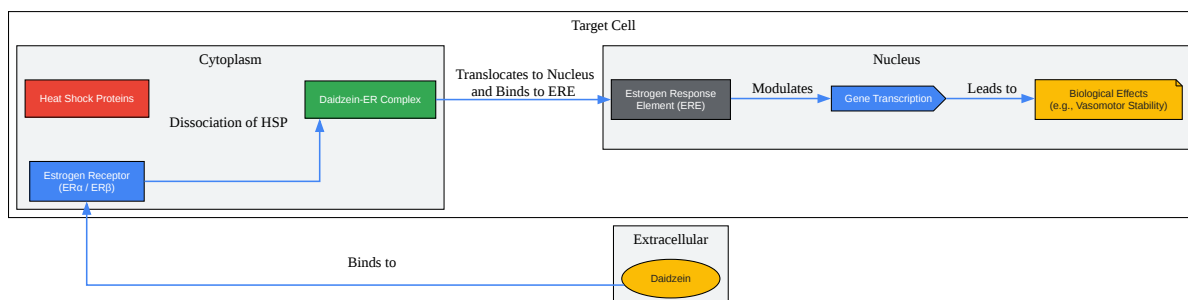 Target Cell
Cytoplasm
Heat Shock Proteins
Daidzein-ER Complex
Dissociation of HSP
Estrogen Receptor
(ERα / ERβ)
Translocates to Nucleus
and Binds to ERE
Nucleus
Estrogen Response
Element (ERE)
Modulates
Gene Transcription
Leads to
Biological Effects
(e.g., Vasomotor Stability)
Binds to
Extracellular
Daidzein